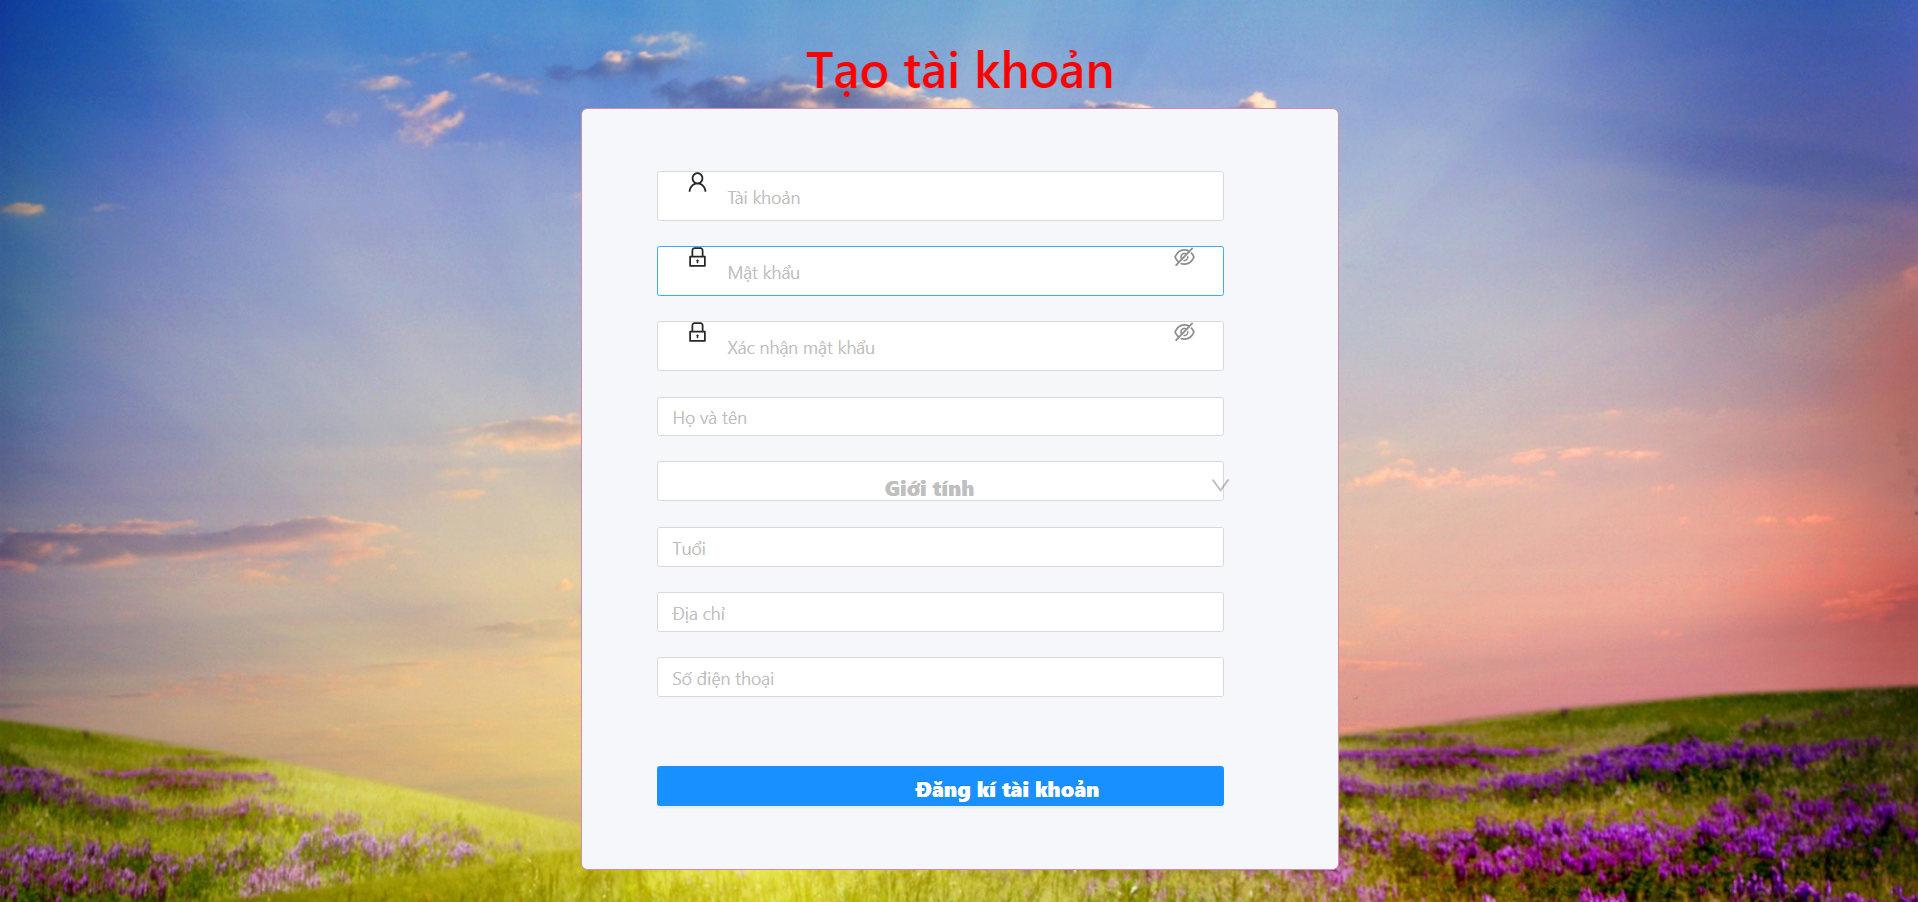 Tạo tài khoản
Tài khoản
Mật khẩu
Xác nhận mật khẩu
Họ và tên
Giới tính
Tuổi
Địa chỉ
Số điện thoại
Đăng kí tài khoản